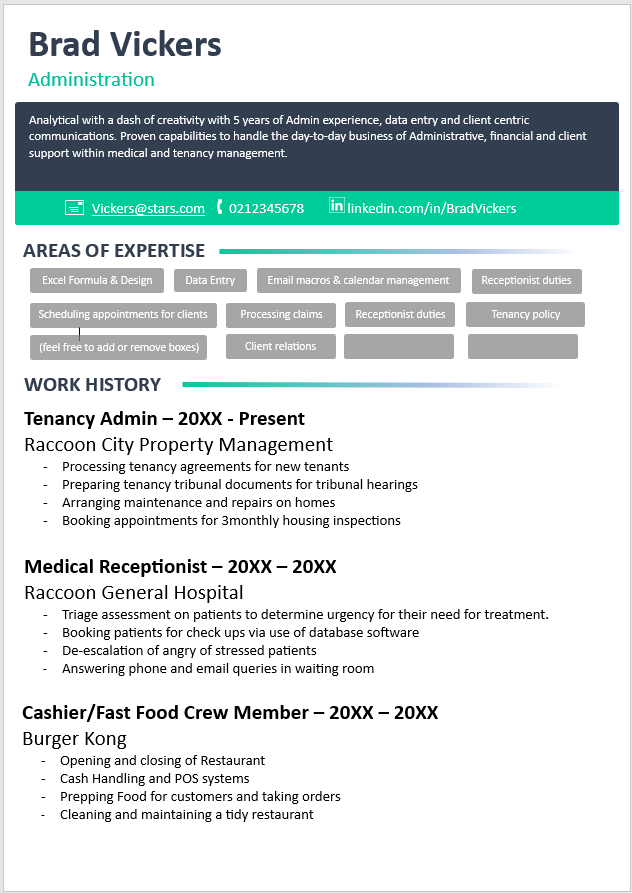 Brad Vickers
Administration
Analytical with a dash of creativity with 5 years of Admin experience, data entry and client centric
communications. Proven capabilities to handle the day-to-day business of Administrative, financial and client
support within medical and tenancy management.
Vickers@stars.com 0212345678 in linkedin.com/in/BradVickers
AREAS OF EXPERTISE
Excel Formula & Design Data Entry Email macros & calendar management Receptionist duties
Scheduling appointments for clients Processing claims Receptionist duties Tenancy policy
(feel free to add or remove boxes) Client relations
WORK HISTORY
Tenancy Admin – 20XX - Present
Raccoon City Property Management
- Processing tenancy agreements for new tenants
- Preparing tenancy tribunal documents for tribunal hearings
- Arranging maintenance and repairs on homes
- Booking appointments for 3monthly housing inspections
Medical Receptionist – 20XX – 20XX
Raccoon General Hospital
- Triage assessment on patients to determine urgency for their need for treatment.
- Booking patients for check ups via use of database software
- De-escalation of angry of stressed patients
- Answering phone and email queries in waiting room
Cashier/Fast Food Crew Member – 20XX – 20XX
Burger Kong
- Opening and closing of Restaurant
- Cash Handling and POS systems
- Prepping Food for customers and taking orders
- Cleaning and maintaining a tidy restaurant